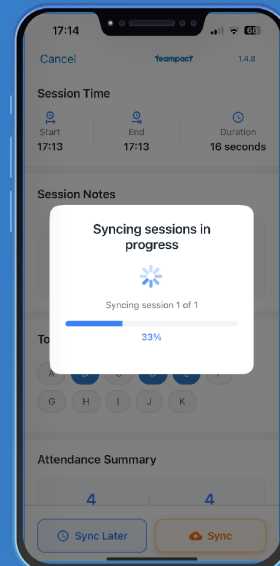 17:14
Cancel teampact 1.4.8
Session Time
Start End Duration
17:13 17:13 16 seconds
Session Notes
Syncing sessions in
progress
Syncing session 1 of 1
33%
To
G H I J K
Attendance Summary
4 4
Sync Later Sync